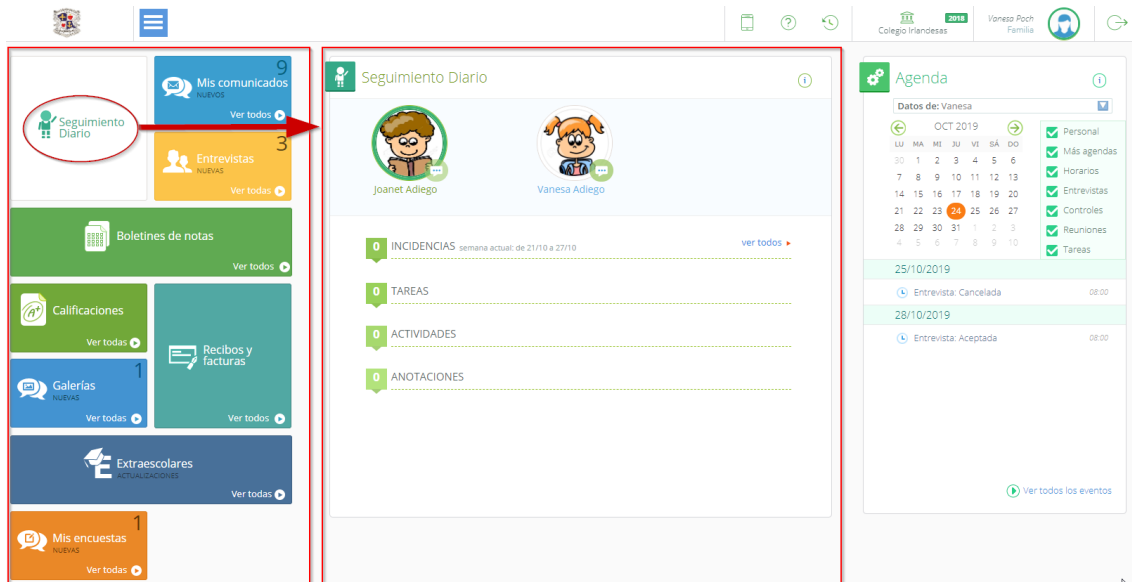 Colegio Irlandesas
2018
Vanesa Poch
Familia
Seguimiento
Diario
9
Mis comunicados
NUEVOS
Ver todos
3
Entrevistas
NUEVAS
Ver todas
Boletines de notas
Ver todos
A+
Calificaciones
Ver todas
Recibos y
facturas
Ver todos
1
Galerías
NUEVAS
Ver todas
Extraescolares
ACTUALIZACIONES
Ver todas
1
Mis encuestas
NUEVAS
Ver todas
Seguimiento Diario
Joanet Adiego
Vanesa Adiego
0 INCIDENCIAS semana actual: de 21/10 a 27/10 ver todos
0 TAREAS
0 ACTIVIDADES
0 ANOTACIONES
Agenda
Datos de: Vanesa
OCT 2019
LU MA MI JU VI SÁ DO
30 1 2 3 4 5 6
7 8 9 10 11 12 13
14 15 16 17 18 19 20
21 22 23 24 25 26 27
28 29 30 31 1 2 3
4 5 6 7 8 9 10
Personal
Más agendas
Horarios
Entrevistas
Controles
Reuniones
Tareas
25/10/2019
Entrevista: Cancelada 08:00
28/10/2019
Entrevista: Aceptada 08:00
Ver todos los eventos